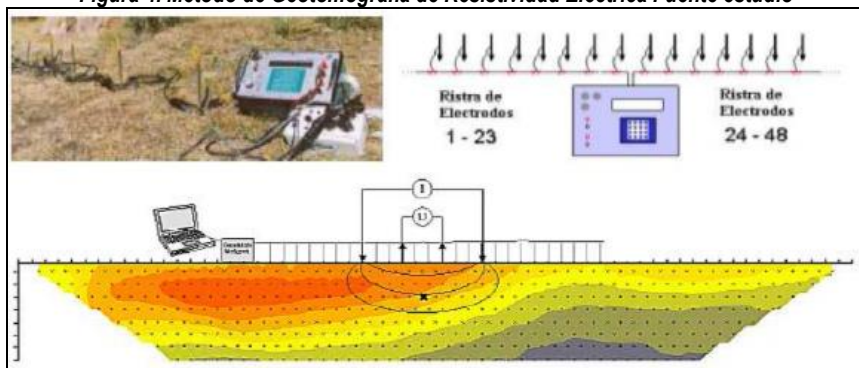 Figura 4. Método de Geotomografía de Resistividad Eléctrica Fuente estudio
Ristra de
Electrodos
1 - 23
Ristra de
Electrodos
24 - 48
I
U